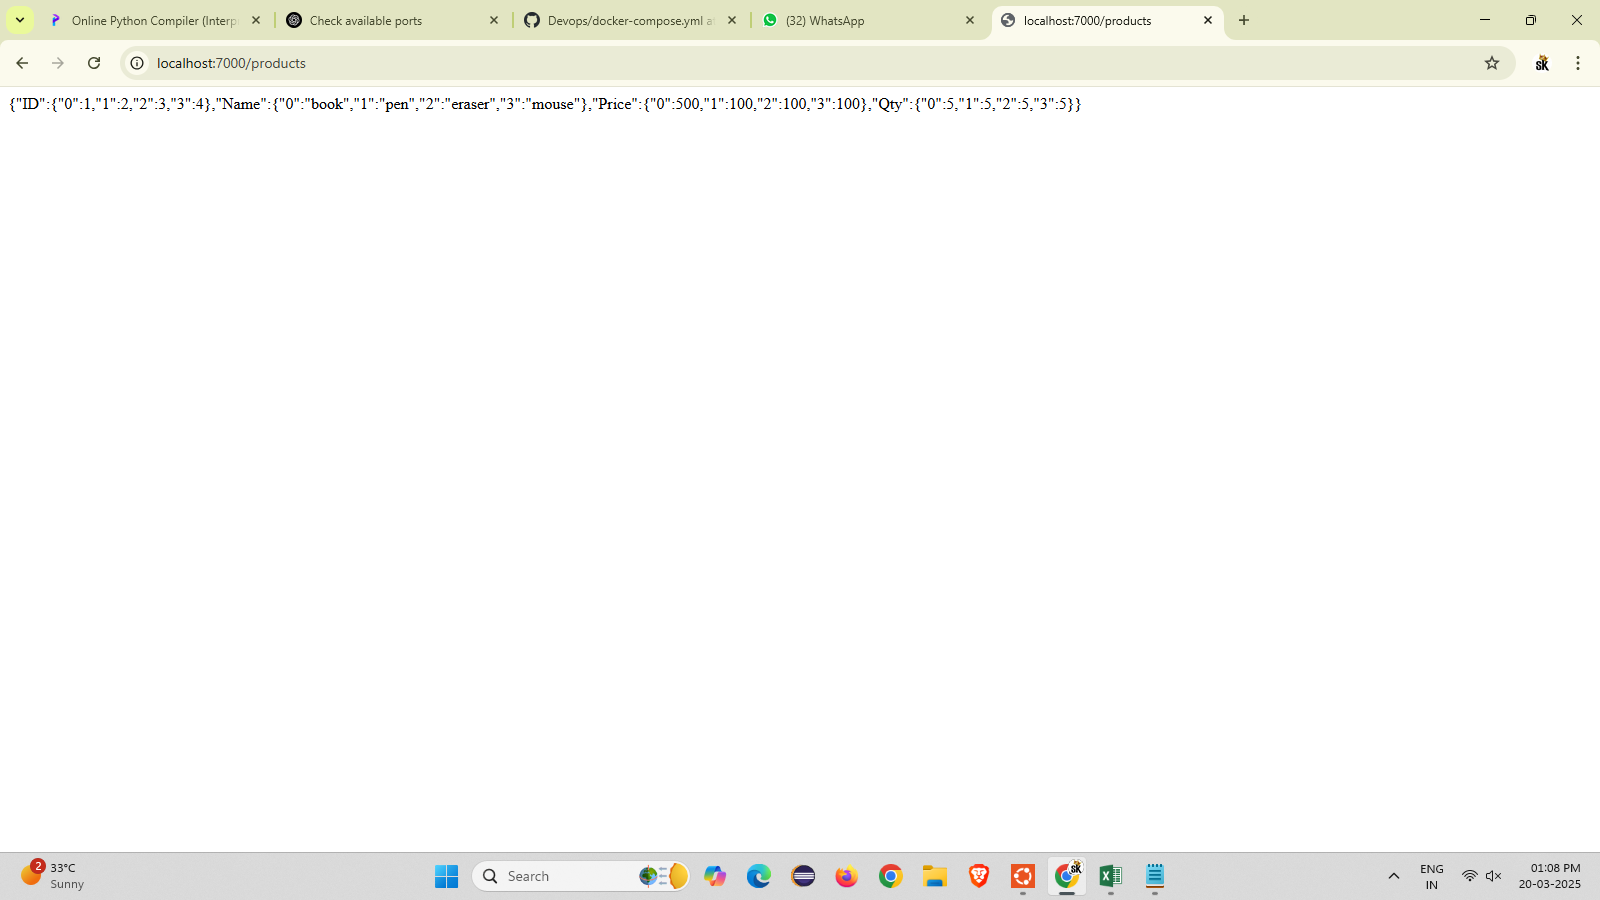 Online Python Compiler (Interp
Check available ports
Devops/docker-compose.yml a
(32) WhatsApp
localhost:7000/products
localhost:7000/products
sk
{"ID":{"0":1,"1":2,"2":3,"3":4},"Name":{"0":"book","1":"pen","2":"eraser","3":"mouse"},"Price":{"0":500,"1":100,"2":100,"3":100},"Qty":{"0":5,"1":5,"2":5,"3":5}}
2
33°C
Sunny
Search
sk
ENG
IN
01:08 PM
20-03-2025